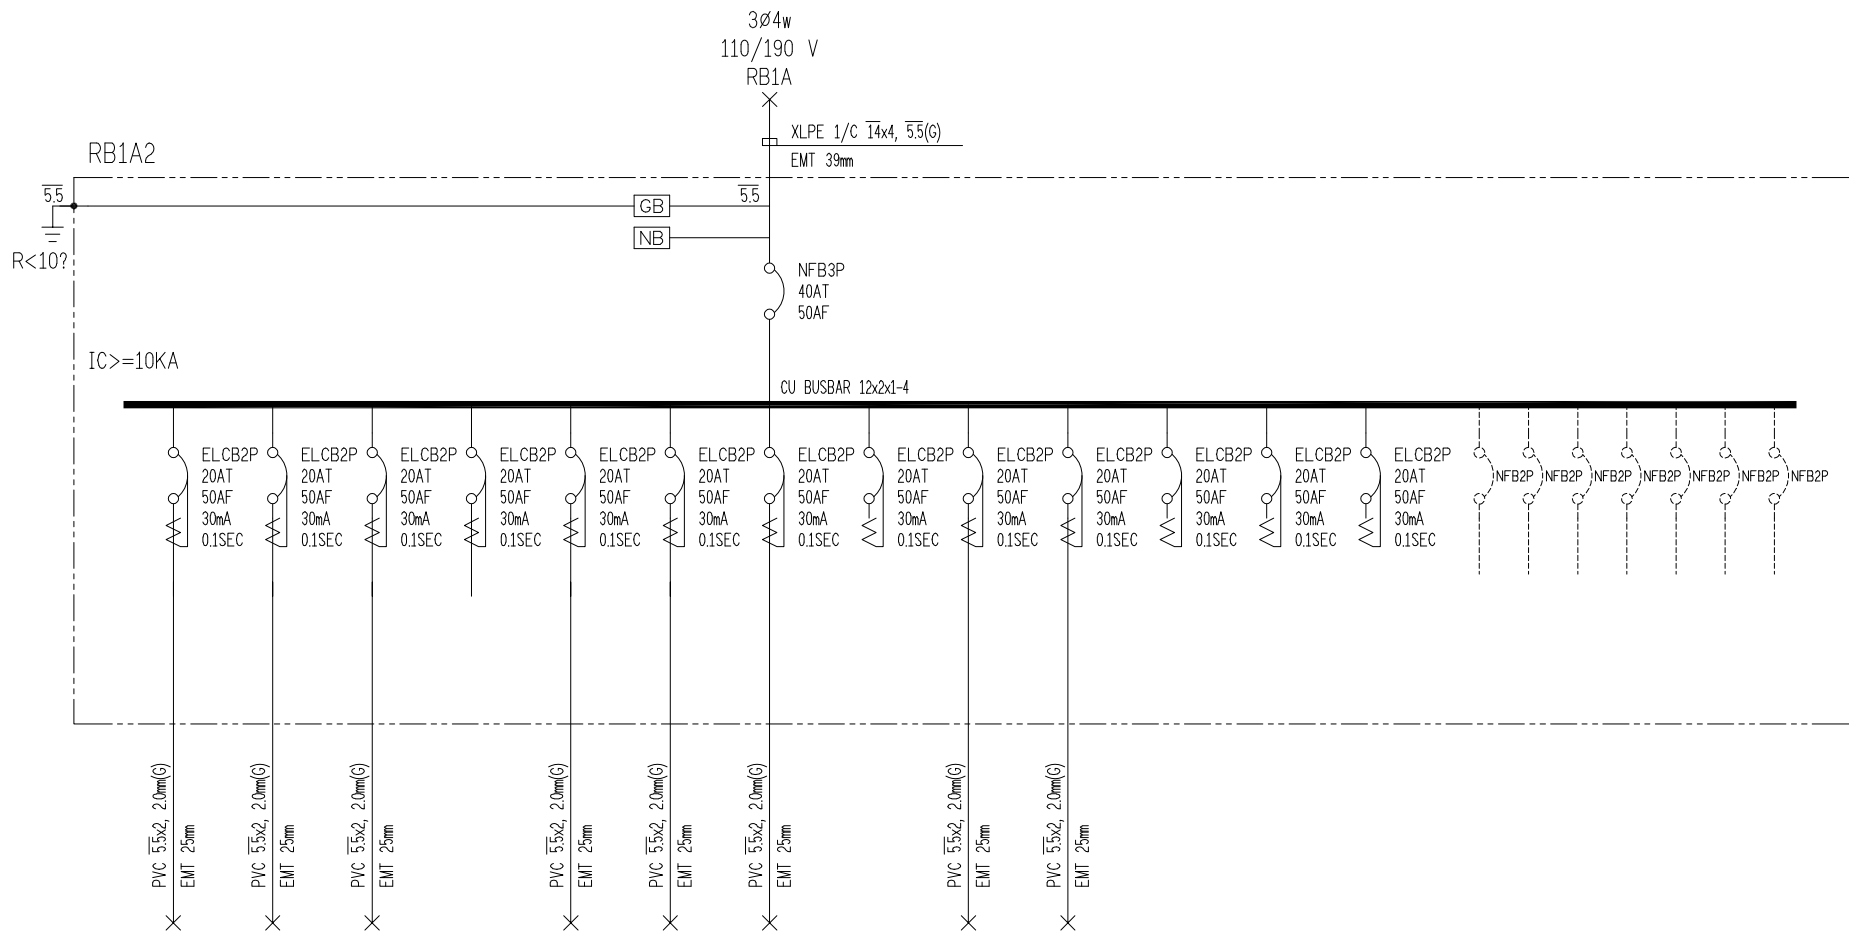 3Ø4w
110/190 V
RB1A
XLPE 1/C 14x4, 5.5(G)
EMT 39mm
RB1A2
5.5
GB
5.5
NB
R<10?
NFB3P
40AT
50AF
IC>=10KA
CU BUSBAR 12x2x1-4
ELCB2P
20AT
50AF
30mA
0.1SEC
ELCB2P
20AT
50AF
30mA
0.1SEC
ELCB2P
20AT
50AF
30mA
0.1SEC
ELCB2P
20AT
50AF
30mA
0.1SEC
ELCB2P
20AT
50AF
30mA
0.1SEC
ELCB2P
20AT
50AF
30mA
0.1SEC
ELCB2P
20AT
50AF
30mA
0.1SEC
ELCB2P
20AT
50AF
30mA
0.1SEC
ELCB2P
20AT
50AF
30mA
0.1SEC
ELCB2P
20AT
50AF
30mA
0.1SEC
ELCB2P
20AT
50AF
30mA
0.1SEC
ELCB2P
20AT
50AF
30mA
0.1SEC
ELCB2P
20AT
50AF
30mA
0.1SEC
NFB2P
NFB2P
NFB2P
NFB2P
NFB2P
NFB2P
NFB2P
PVC 5.5x2, 2.0mm(G)
EMT 25mm
PVC 5.5x2, 2.0mm(G)
EMT 25mm
PVC 5.5x2, 2.0mm(G)
EMT 25mm
PVC 5.5x2, 2.0mm(G)
EMT 25mm
PVC 5.5x2, 2.0mm(G)
EMT 25mm
PVC 5.5x2, 2.0mm(G)
EMT 25mm
PVC 5.5x2, 2.0mm(G)
EMT 25mm
PVC 5.5x2, 2.0mm(G)
EMT 25mm